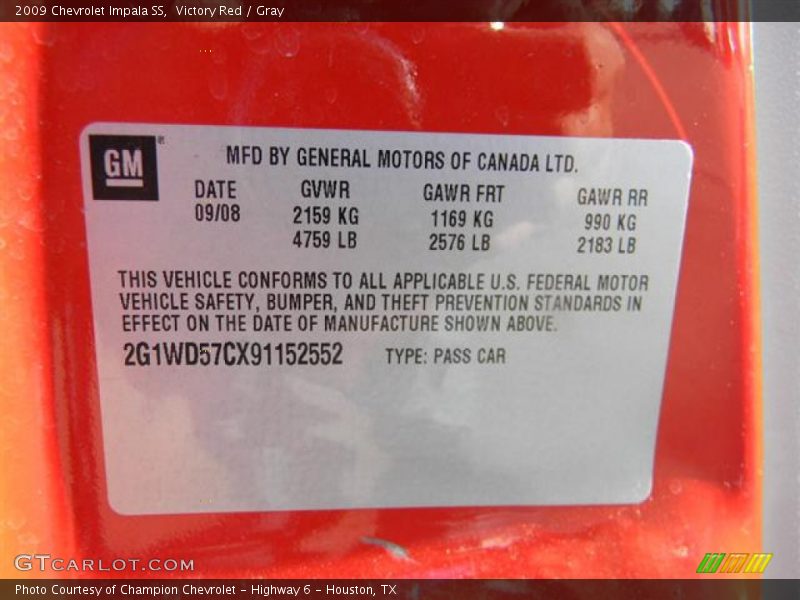 2009 Chevrolet Impala SS, Victory Red / Gray
GM
MFD BY GENERAL MOTORS OF CANADA LTD.
DATE GVWR GAWR FRT GAWR RR
09/08 2159 KG 1169 KG 990 KG
4759 LB 2576 LB 2183 LB
THIS VEHICLE CONFORMS TO ALL APPLICABLE U.S. FEDERAL MOTOR
VEHICLE SAFETY, BUMPER, AND THEFT PREVENTION STANDARDS IN
EFFECT ON THE DATE OF MANUFACTURE SHOWN ABOVE.
2G1WD57CX91152552 TYPE: PASS CAR
GTCARLOT.COM
Photo Courtesy of Champion Chevrolet - Highway 6 - Houston, TX